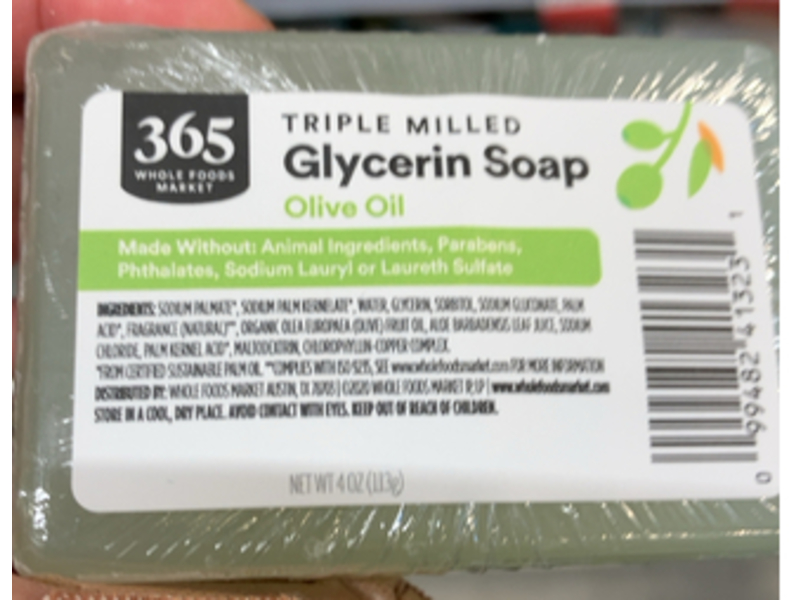 365
WHOLE FOODS
MARKET
TRIPLE MILLED
Glycerin Soap
Olive Oil
Made Without: Animal Ingredients, Parabens,
Phthalates, Sodium Lauryl or Laureth Sulfate
INGREDIENTS: SODIUM PALMATE*, SODIUM PALM KERNELATE*, WATER, GLYCERIN, SORBITOL, SODIUM GLUCONATE, PALM
ACID*, FRAGRANCE (NATURAL)**, ORGANIC OLEA EUROPAEA (OLIVE) FRUIT OIL, ALOE BARBADENSIS LEAF JUICE, SODIUM
CHLORIDE, PALM KERNEL ACID*, MALTODEXTRIN, CHLOROPHYLLIN-COPPER COMPLEX.
*FROM CERTIFIED SUSTAINABLE PALM OIL. **COMPLIES WITH ISO 9235, SEE www.wholefoodsmarket.com FOR MORE INFORMATION
DISTRIBUTED BY: WHOLE FOODS MARKET AUSTIN, TX 78703 | ©2020 WHOLE FOODS MARKET IP, LP | www.wholefoodsmarket.com
STORE IN A COOL, DRY PLACE. AVOID CONTACT WITH EYES. KEEP OUT OF REACH OF CHILDREN.
NET WT 4 OZ (113g)
0 99482 41323 1